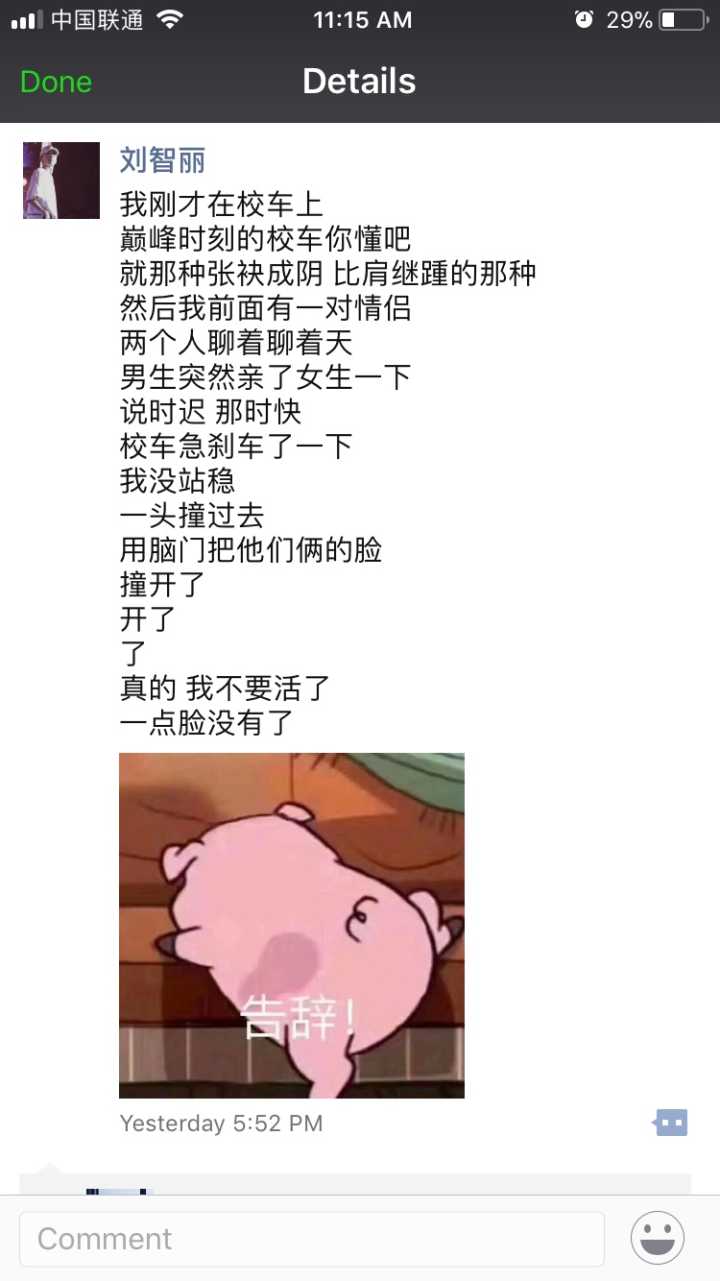 中国联通
11:15 AM
29%
Done
Details
刘智丽
我刚才在校车上
巅峰时刻的校车你懂吧
就那种张袂成阴 比肩继踵的那种
然后我前面有一对情侣
两个人聊着聊着天
男生突然亲了女生一下
说时迟 那时快
校车急刹车了一下
我没站稳
一头撞过去
用脑门把他们俩的脸
撞开了
开了
了
真的 我不要活了
一点脸没有了
告辞!
Yesterday 5:52 PM
Comment